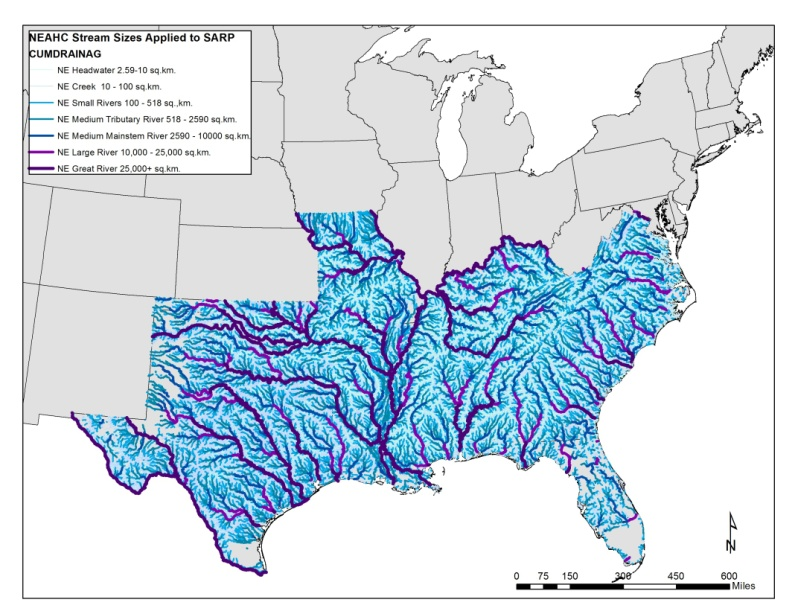 NEAHC Stream Sizes Applied to SARP
CUMDRAINAG
NE Headwater 2.59-10 sq.km.
NE Creek 10 - 100 sq.km.
NE Small Rivers 100 - 518 sq.,km.
NE Medium Tributary River 518 - 2590 sq.km.
NE Medium Mainstem River 2590 - 10000 sq.km.
NE Large River 10,000 - 25,000 sq.km.
NE Great River 25,000+ sq.km.
N
0 75 150 300 450 600
Miles